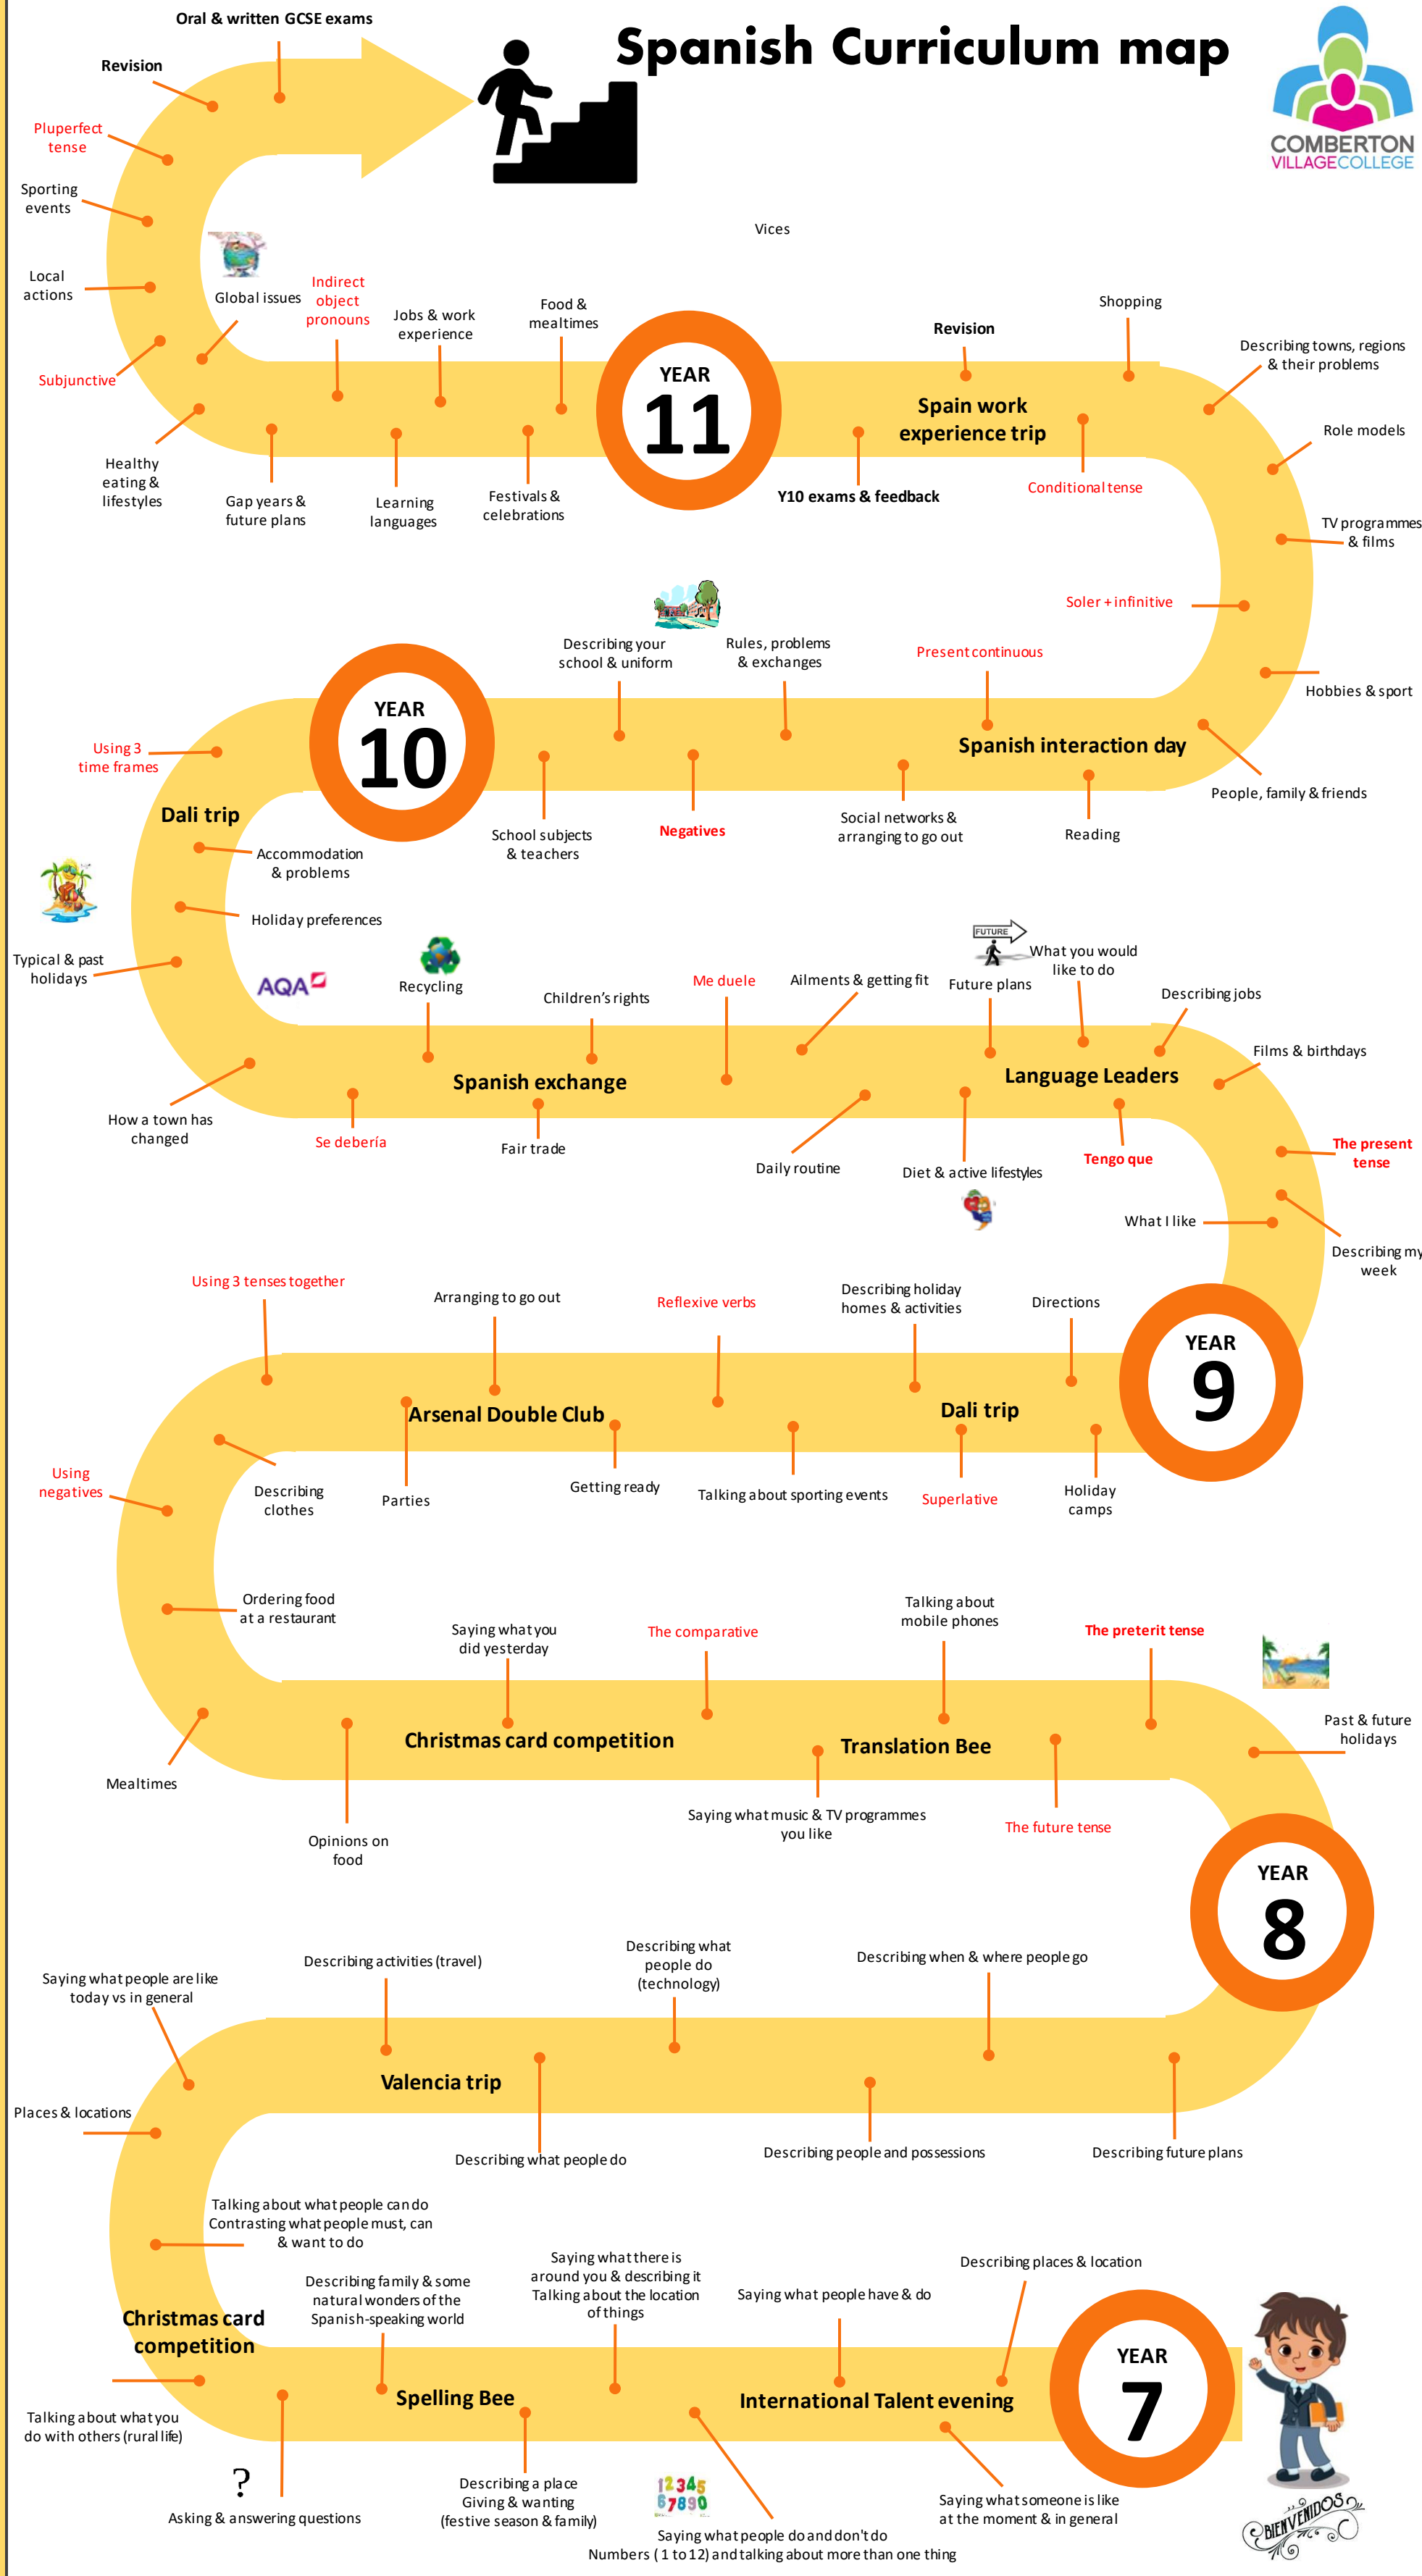 Oral & written GCSE exams
Spanish Curriculum map
Revision
COMBERTON
VILLAGECOLLEGE
Pluperfect
tense
Sporting
events
Vices
Local
actions
Global issues
Indirect
object
pronouns
Jobs & work
experience
Food &
mealtimes
Shopping
Revision
Describing towns, regions
& their problems
Subjunctive
YEAR
11
Spain work
experience trip
Role models
Healthy
eating &
lifestyles
Gap years &
future plans
Learning
languages
Festivals &
celebrations
Y10 exams & feedback
Conditional tense
TV programmes
& films
Soler + infinitive
Describing your
school & uniform
Rules, problems
& exchanges
Present continuous
Hobbies & sport
YEAR
10
Using 3
time frames
Spanish interaction day
Dali trip
People, family & friends
School subjects
& teachers
Negatives
Social networks &
arranging to go out
Reading
Accommodation
& problems
Holiday preferences
Typical & past
holidays
AQA
Recycling
Children's rights
Me duele
Ailments & getting fit
FUTURE
Future plans
What you would
like to do
Describing jobs
Films & birthdays
Spanish exchange
Language Leaders
How a town has
changed
Se debería
Fair trade
Daily routine
Diet & active lifestyles
Tengo que
The present
tense
What I like
Describing my
week
Using 3 tenses together
Arranging to go out
Reflexive verbs
Describing holiday
homes & activities
Directions
YEAR
9
Arsenal Double Club
Dali trip
Using
negatives
Describing
clothes
Parties
Getting ready
Talking about sporting events
Superlative
Holiday
camps
Ordering food
at a restaurant
Saying what you
did yesterday
The comparative
Talking about
mobile phones
The preterit tense
Past & future
holidays
Christmas card competition
Translation Bee
Mealtimes
Opinions on
food
Saying what music & TV programmes
you like
The future tense
YEAR
8
Saying what people are like
today vs in general
Describing activities (travel)
Describing what
people do
(technology)
Describing when & where people go
Valencia trip
Places & locations
Describing what people do
Describing people and possessions
Describing future plans
Talking about what people can do
Contrasting what people must, can
& want to do
Describing family & some
natural wonders of the
Spanish-speaking world
Saying what there is
around you & describing it
Talking about the location
of things
Saying what people have & do
Describing places & location
Christmas card
competition
YEAR
7
Spelling Bee
International Talent evening
Talking about what you
do with others (rural life)
?
Asking & answering questions
Describing a place
Giving & wanting
(festive season & family)
1 2 3 4 5
6 7 8 9 0
Saying what people do and don't do
Numbers ( 1 to 12) and talking about more than one thing
Saying what someone is like
at the moment & in general
BIENVENIDOS